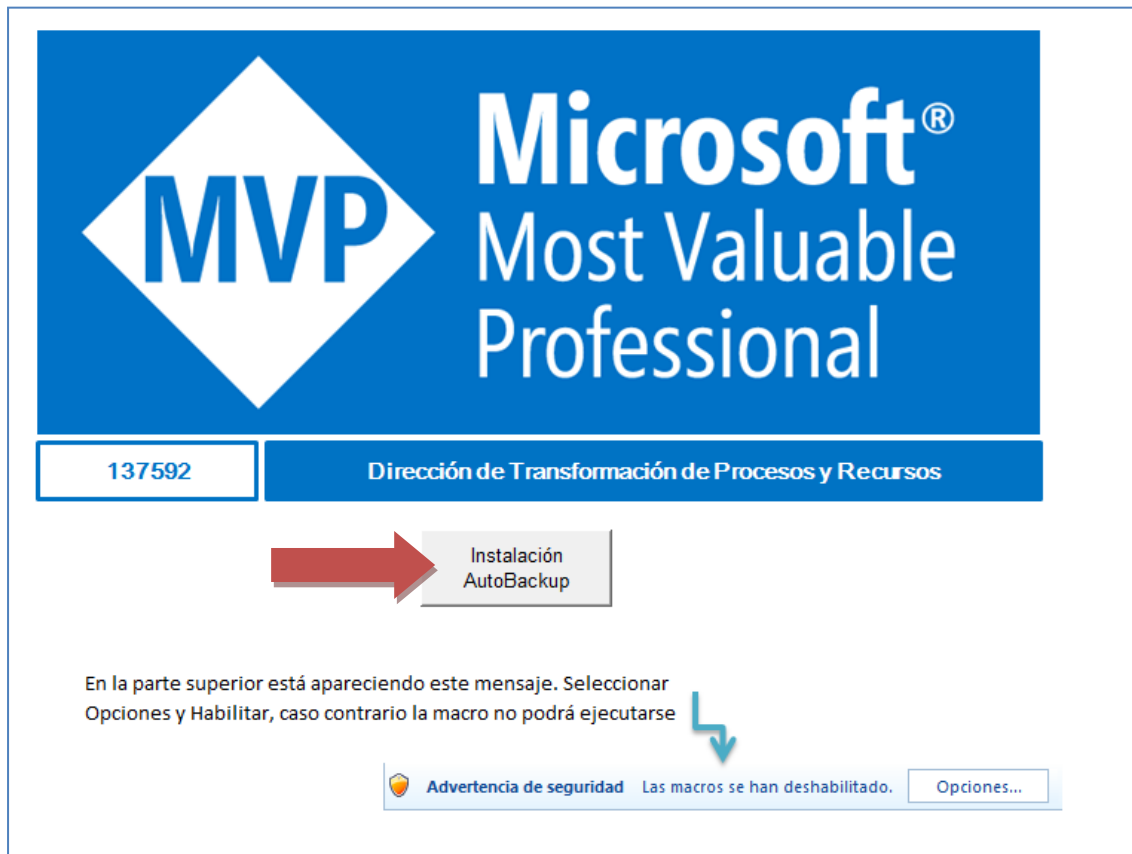 MVP
Microsoft®
Most Valuable
Professional
137592
Dirección de Transformación de Procesos y Recursos
Instalación
AutoBackup
En la parte superior está apareciendo este mensaje. Seleccionar
Opciones y Habilitar, caso contrario la macro no podrá ejecutarse
Advertencia de seguridad Las macros se han deshabilitado. Opciones...